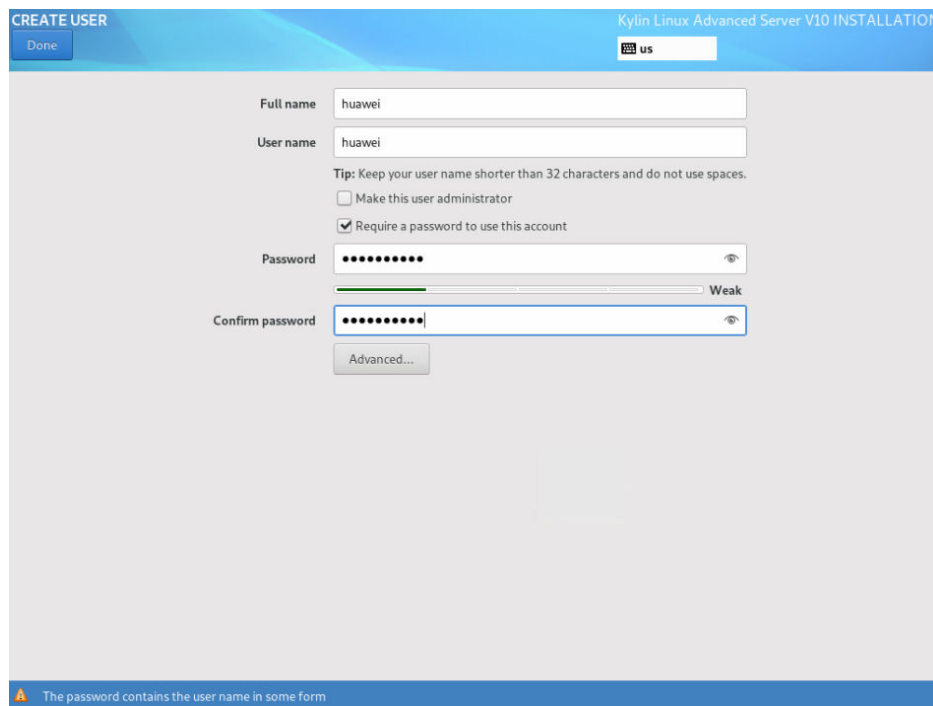 CREATE USER
Kylin Linux Advanced Server V10 INSTALLATION
Done
us
Full name
huawei
User name
huawei
Tip: Keep your user name shorter than 32 characters and do not use spaces.
Make this user administrator
Require a password to use this account
Password
••••••••••
Weak
Confirm password
••••••••••
Advanced...
The password contains the user name in some form